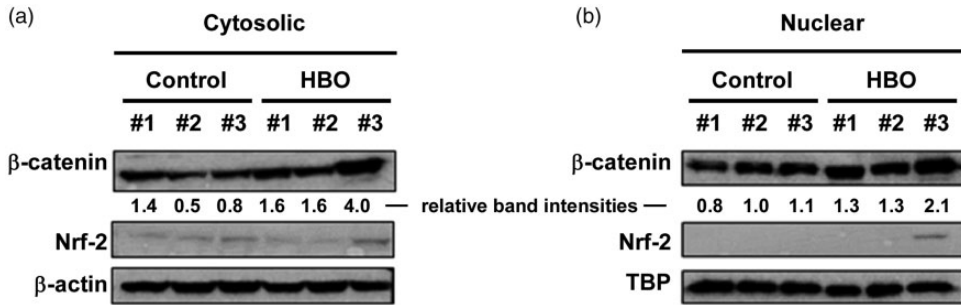 (a)
Cytosolic
Control HBO
#1 #2 #3 #1 #2 #3
β-catenin
1.4 0.5 0.8 1.6 1.6 4.0
Nrf-2
β-actin
relative band intensities
(b)
Nuclear
Control HBO
#1 #2 #3 #1 #2 #3
β-catenin
0.8 1.0 1.1 1.3 1.3 2.1
Nrf-2
TBP